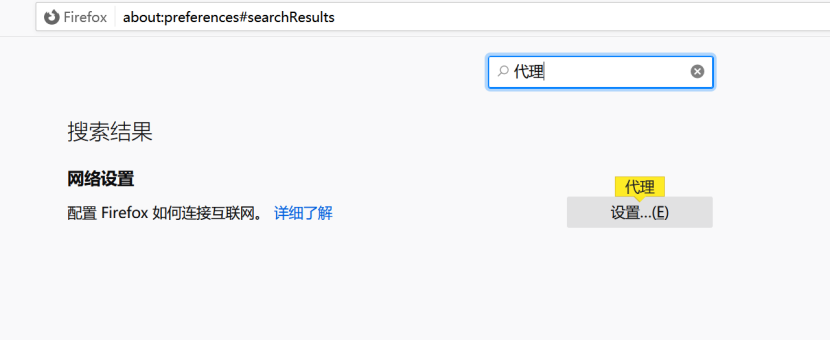 Firefox about:preferences#searchResults
代理
搜索结果
网络设置
代理
配置 Firefox 如何连接互联网。 详细了解 设置...(E)